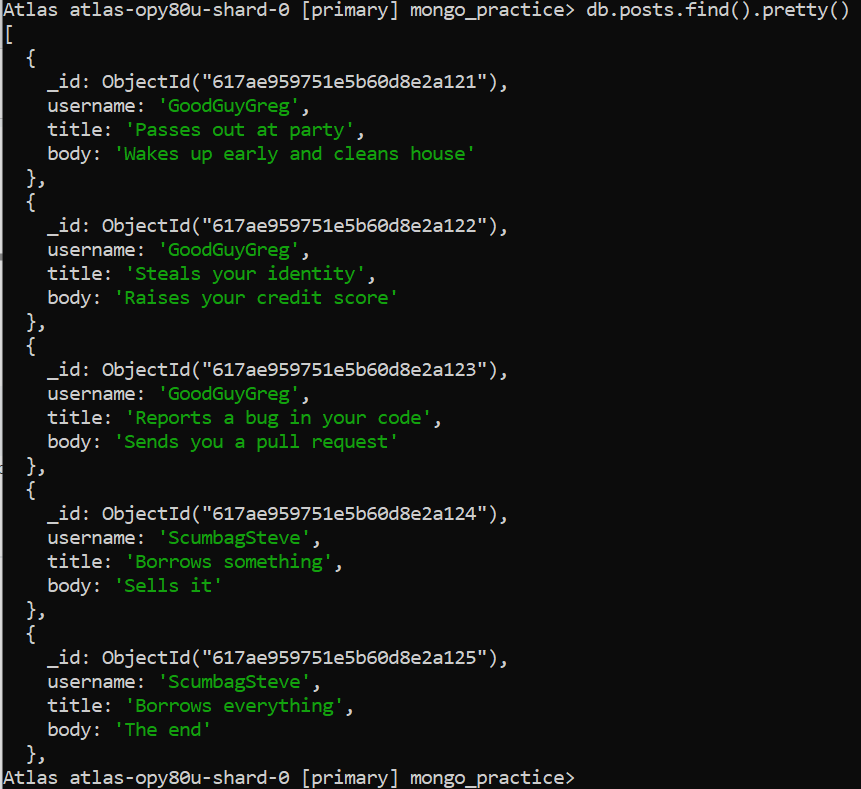 Atlas atlas-opy80u-shard-0 [primary] mongo_practice> db.posts.find().pretty()
[
  {
    _id: ObjectId("617ae959751e5b60d8e2a121"),
    username: 'GoodGuyGreg',
    title: 'Passes out at party',
    body: 'Wakes up early and cleans house'
  },
  {
    _id: ObjectId("617ae959751e5b60d8e2a122"),
    username: 'GoodGuyGreg',
    title: 'Steals your identity',
    body: 'Raises your credit score'
  },
  {
    _id: ObjectId("617ae959751e5b60d8e2a123"),
    username: 'GoodGuyGreg',
    title: 'Reports a bug in your code',
    body: 'Sends you a pull request'
  },
  {
    _id: ObjectId("617ae959751e5b60d8e2a124"),
    username: 'ScumbagSteve',
    title: 'Borrows something',
    body: 'Sells it'
  },
  {
    _id: ObjectId("617ae959751e5b60d8e2a125"),
    username: 'ScumbagSteve',
    title: 'Borrows everything',
    body: 'The end'
  },
Atlas atlas-opy80u-shard-0 [primary] mongo_practice>